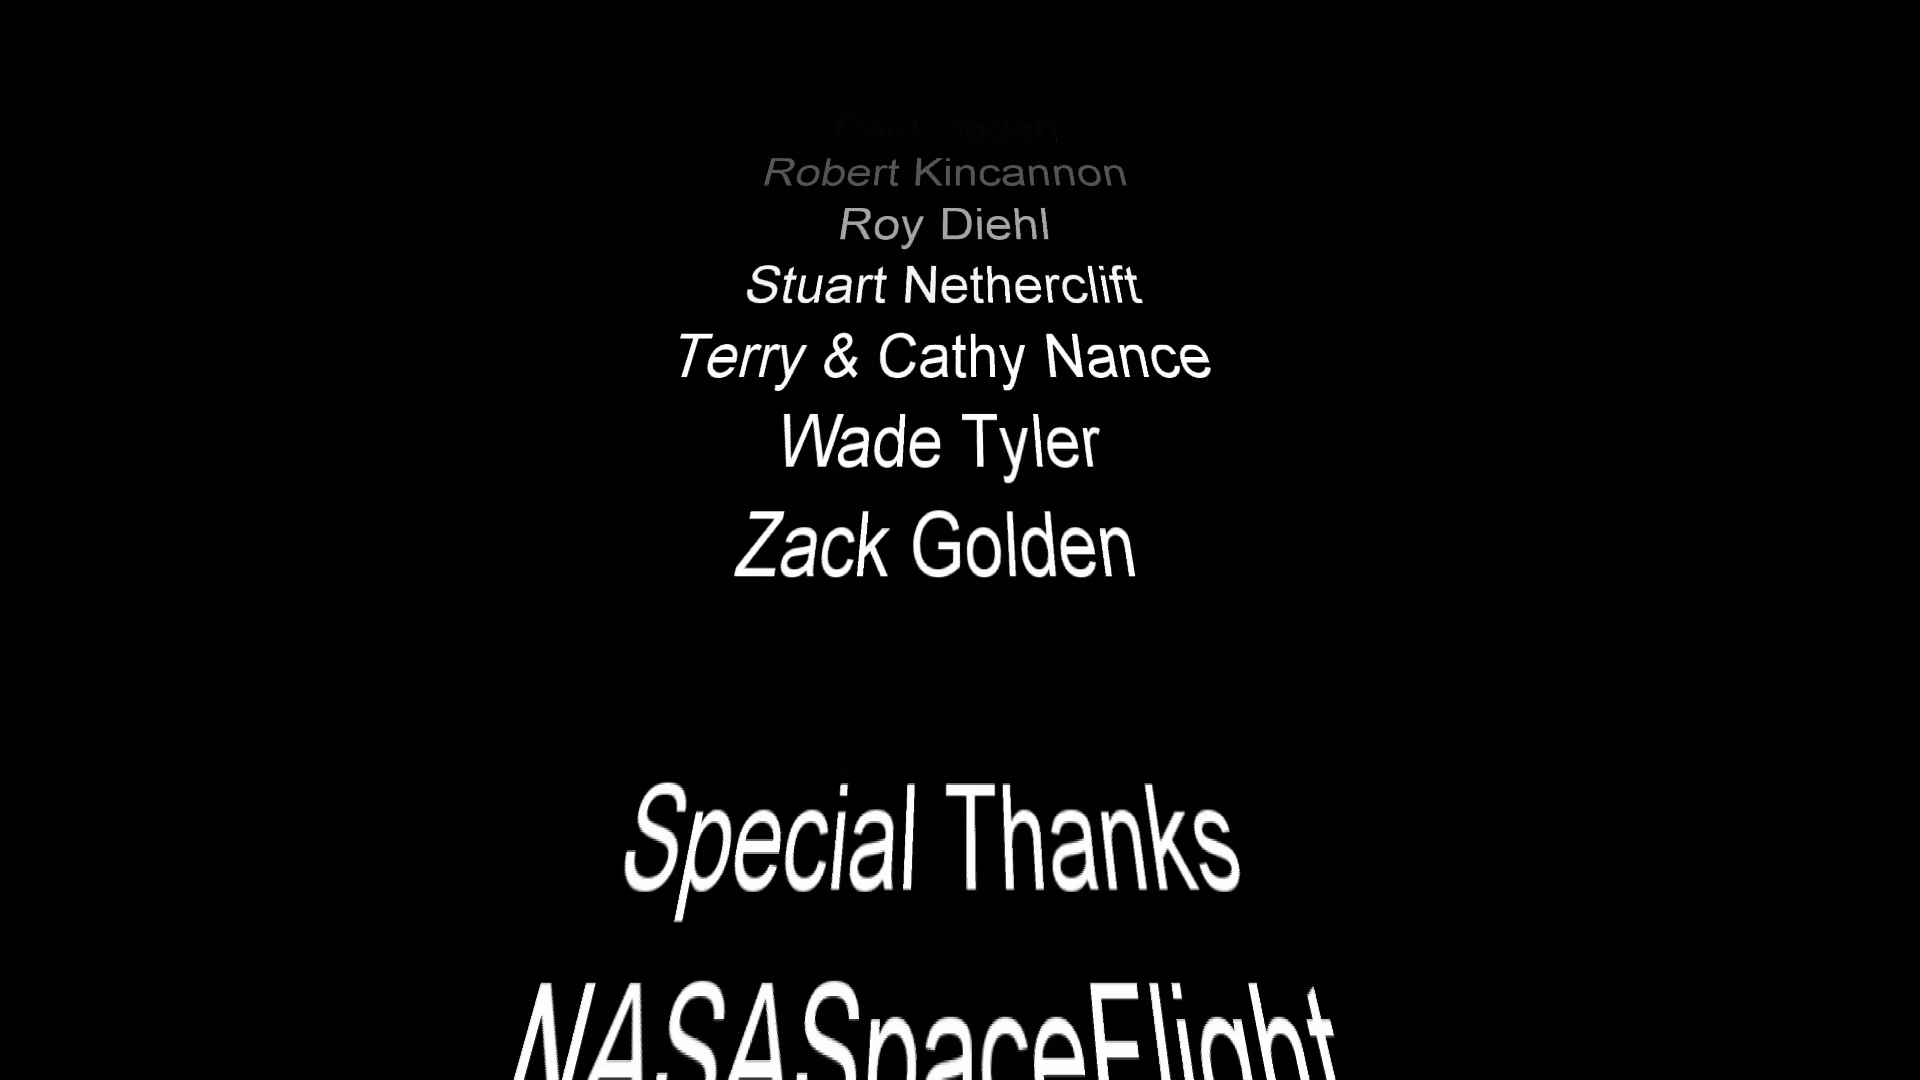 Robert Kincannon
Roy Diehl
Stuart Netherclift
Terry & Cathy Nance
Wade Tyler
Zack Golden
Special Thanks
NASASpaceFlight